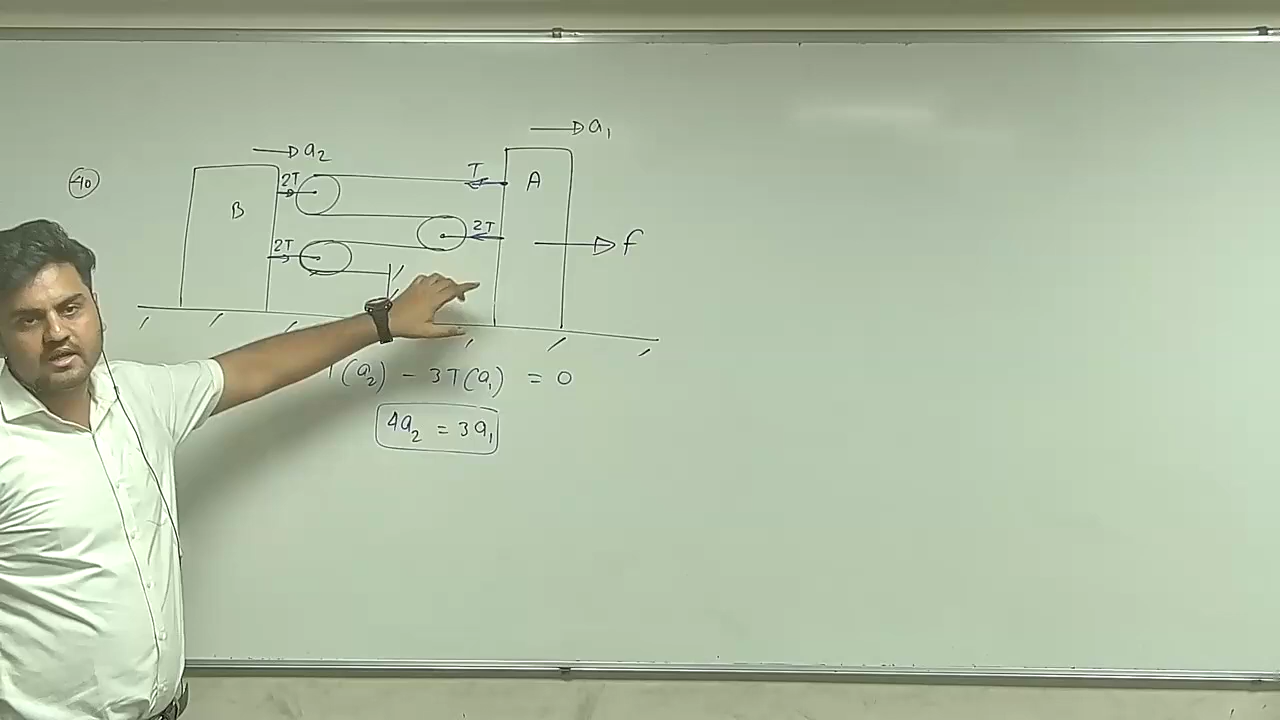 a₁
a₂
40
2T
T
A
B
2T
f
2T
(a₂) - 3T(a₁) = 0
4a₂ = 3a₁